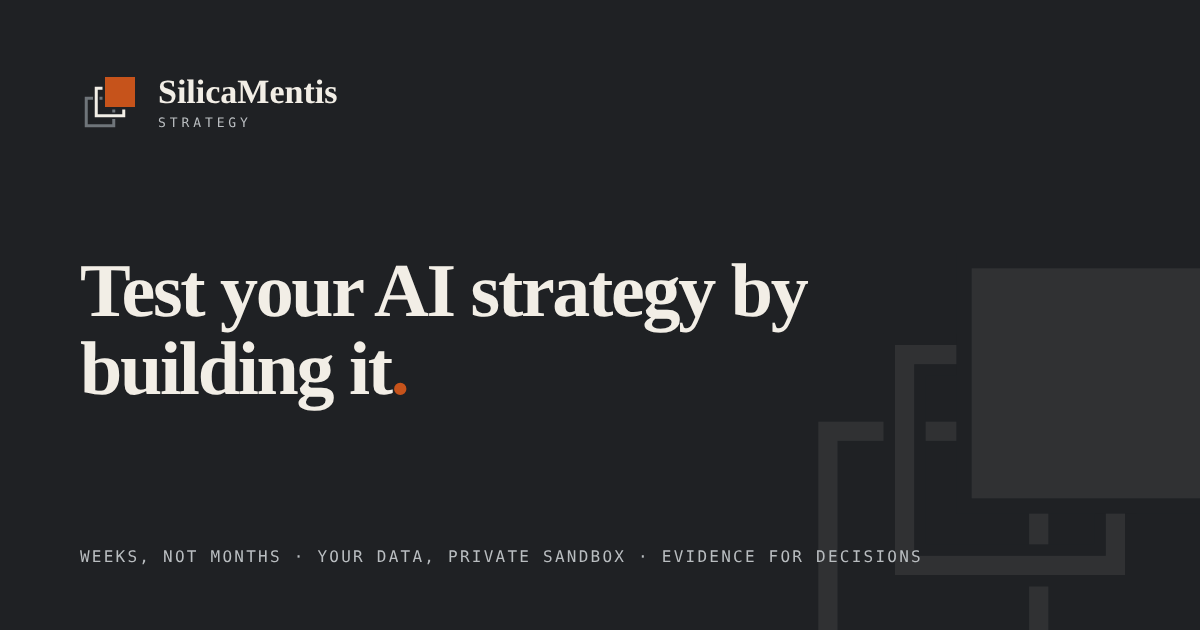 SilicaMentis
STRATEGY
Test your AI strategy by
building it.
WEEKS, NOT MONTHS · YOUR DATA, PRIVATE SANDBOX · EVIDENCE FOR DECISIONS